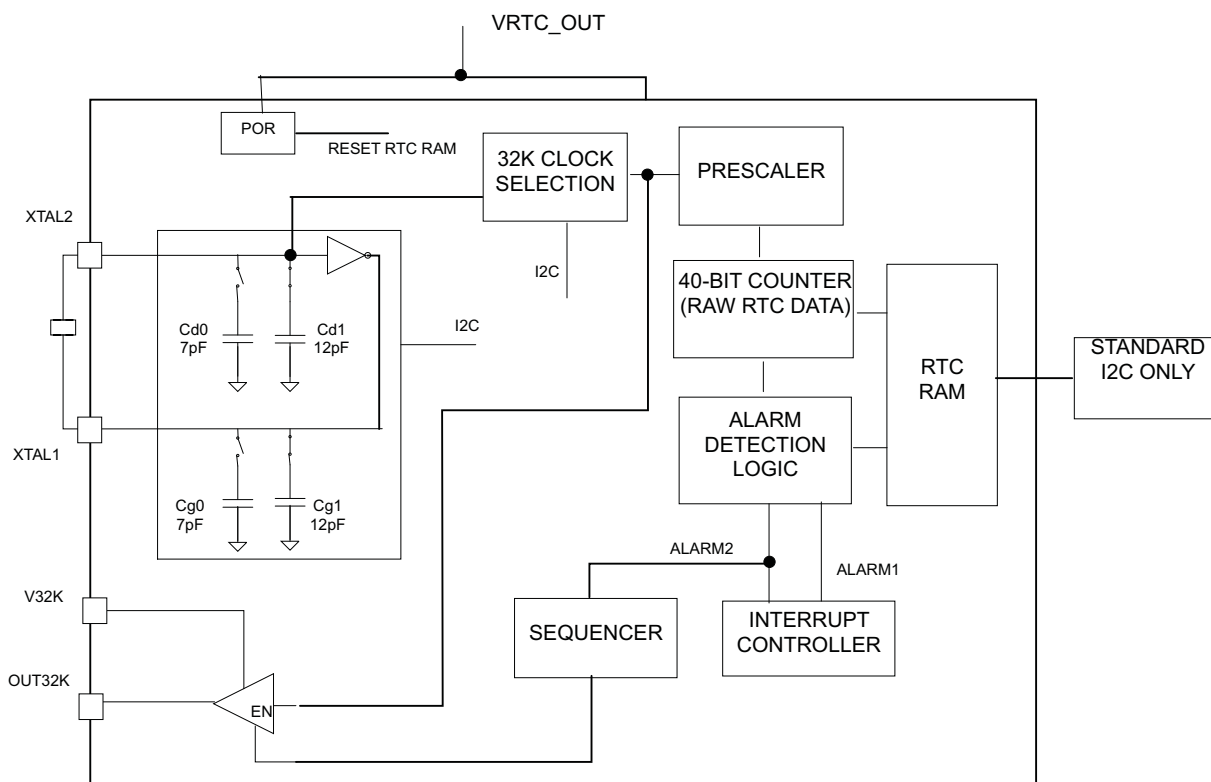 VRTC_OUT
POR
RESET RTC RAM
32K CLOCK
SELECTION
PRESCALER
XTAL2
I2C
40-BIT COUNTER
(RAW RTC DATA)
Cd0
7pF
Cd1
12pF
I2C
RTC
RAM
STANDARD
I2C ONLY
XTAL1
ALARM
DETECTION
LOGIC
Cg0
7pF
Cg1
12pF
ALARM2
ALARM1
V32K
SEQUENCER
INTERRUPT
CONTROLLER
OUT32K
EN